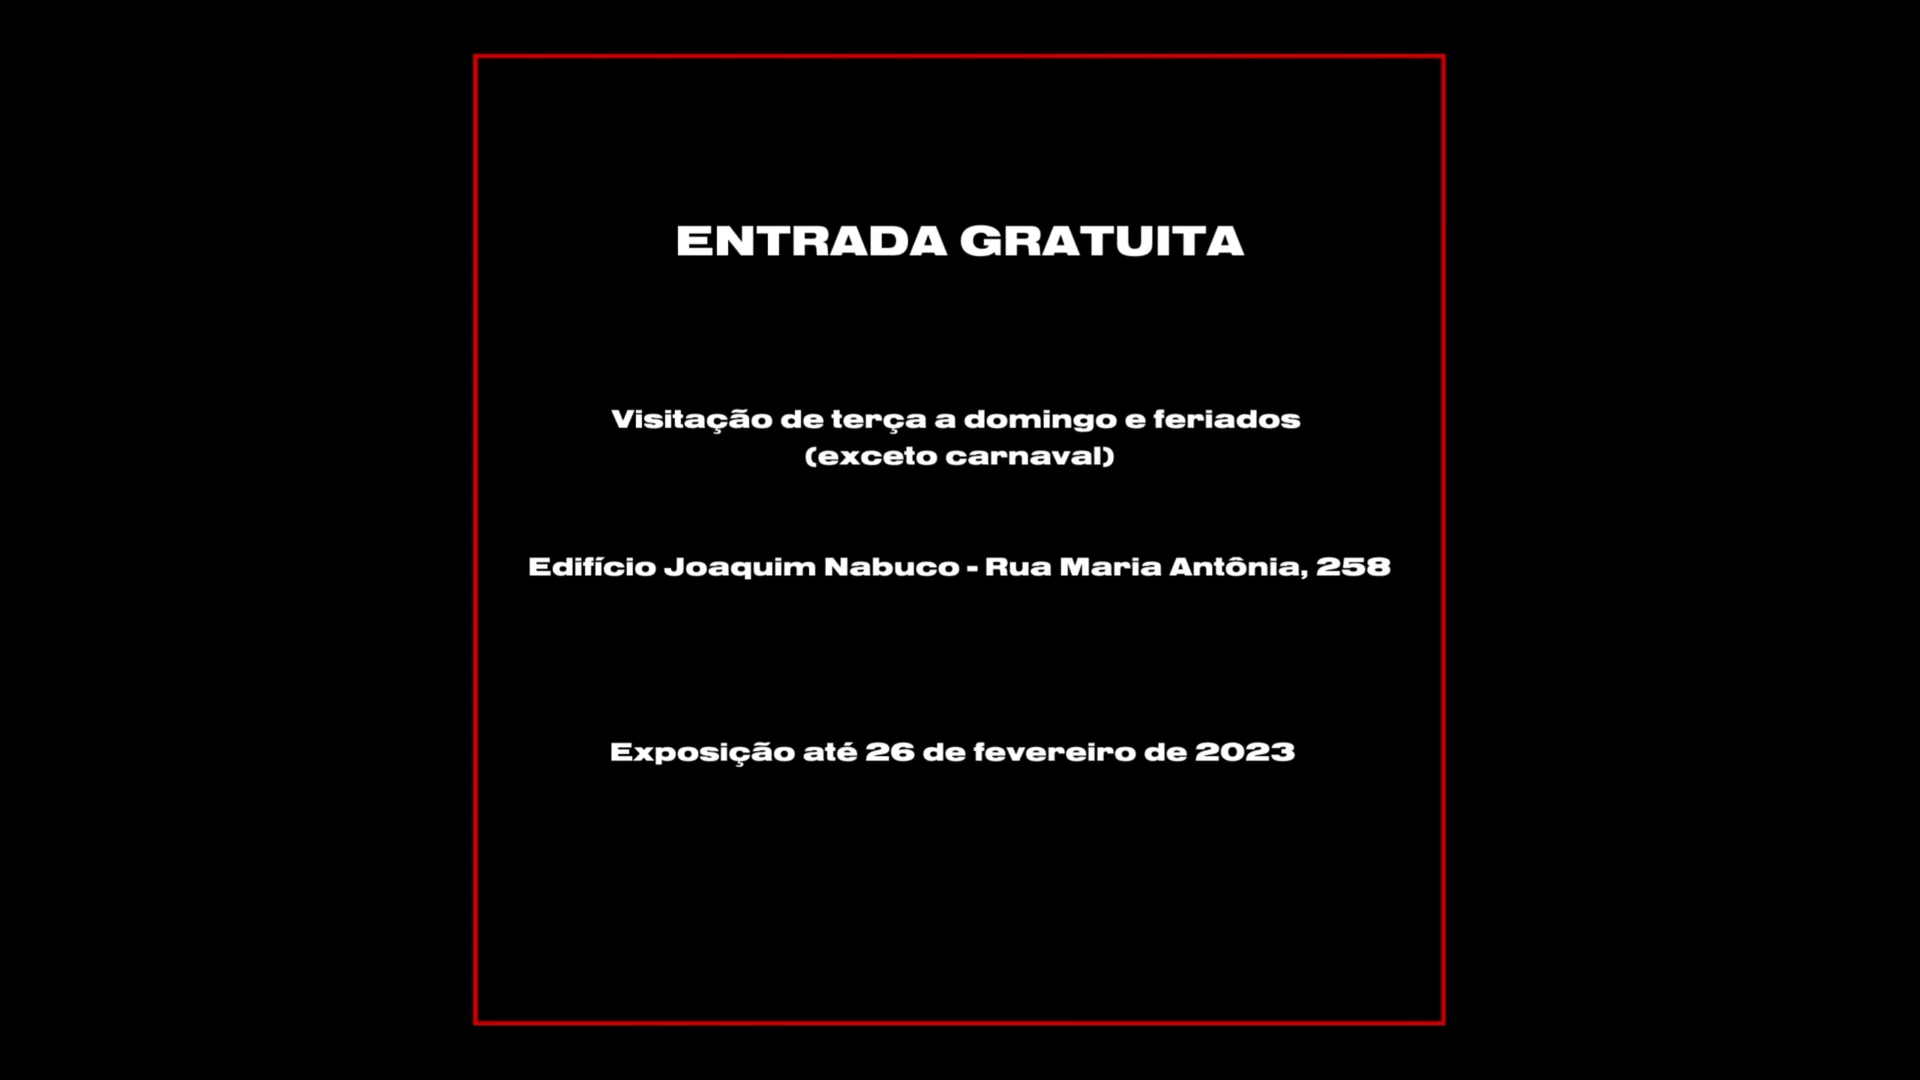 ENTRADA GRATUITA
Visitação de terça a domingo e feriados
(exceto carnaval)
Edifício Joaquim Nabuco - Rua Maria Antônia, 258
Exposição até 26 de fevereiro de 2023